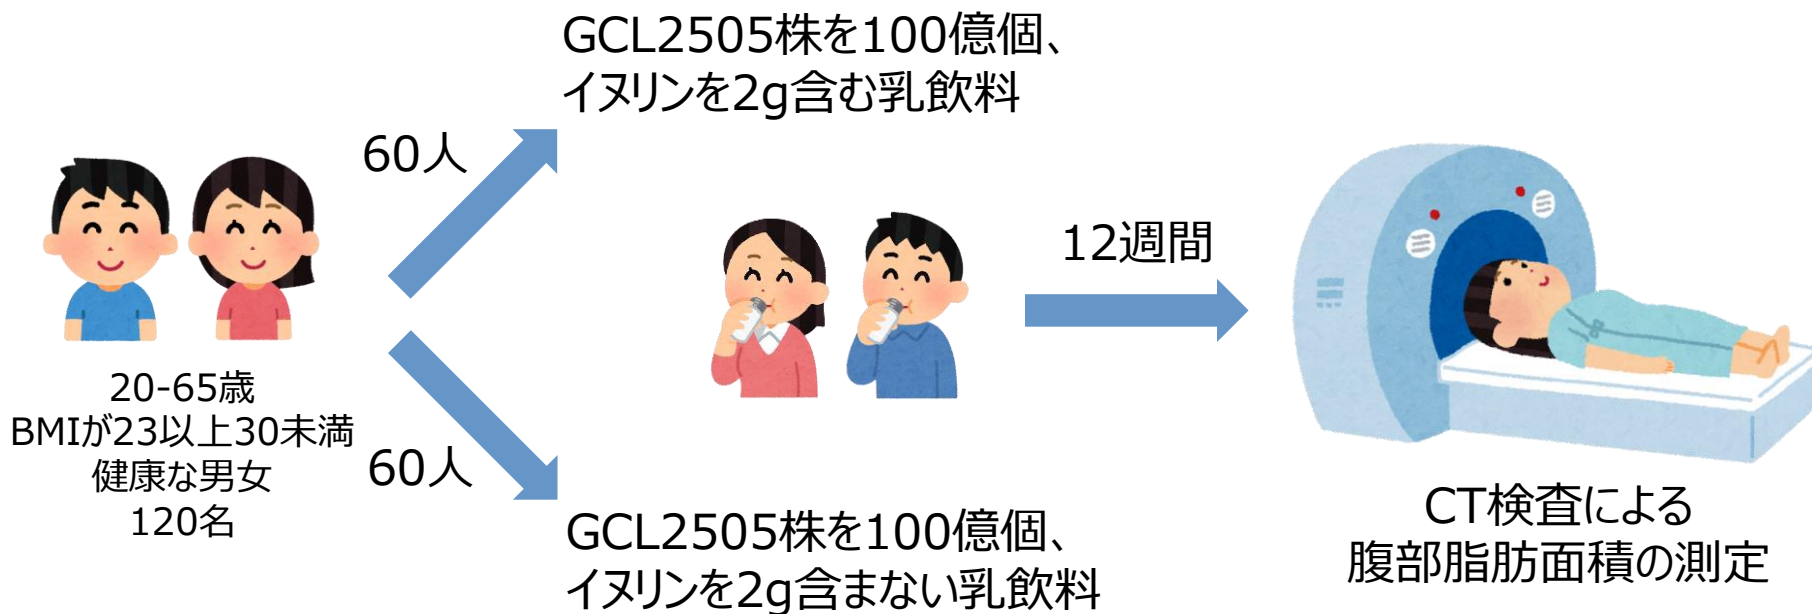 GCL2505株を100億個、
イヌリンを2g含む乳飲料
60人
20-65歳
BMIが23以上30未満
健康な男女
120名
60人
GCL2505株を100億個、
イヌリンを2g含まない乳飲料
12週間
CT検査による
腹部脂肪面積の測定